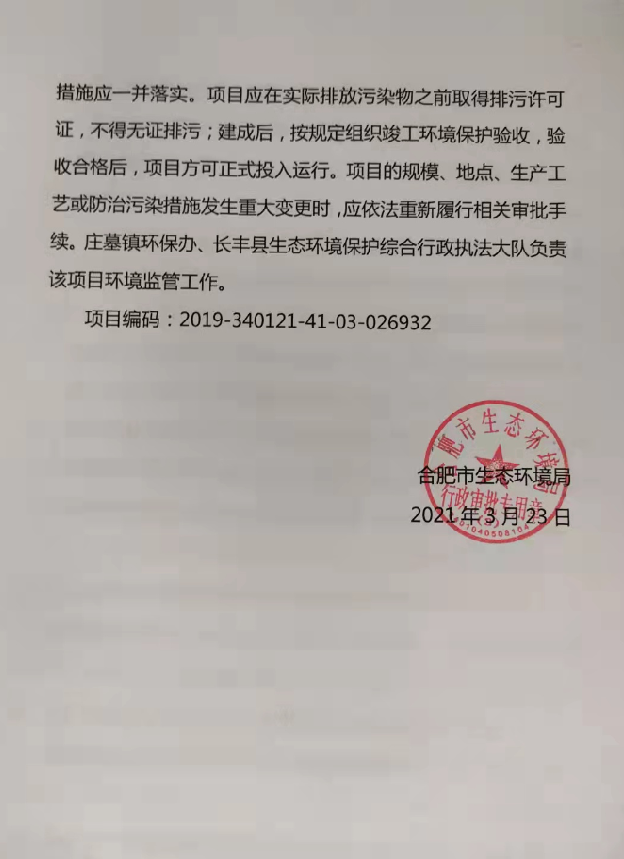 措施应一并落实。项目应在实际排放污染物之前取得排污许可
证，不得无证排污；建成后，按规定组织竣工环境保护验收，验
收合格后，项目方可正式投入运行。项目的规模、地点、生产工
艺或防治污染措施发生重大变更时，应依法重新履行相关审批手
续。庄墓镇环保办、长丰县生态环境保护综合行政执法大队负责
该项目环境监管工作。
项目编码：2019-340121-41-03-026932
合肥市生态环境局
合肥市生态环境局
行政审批专用章
2021 年 3 月 23 日